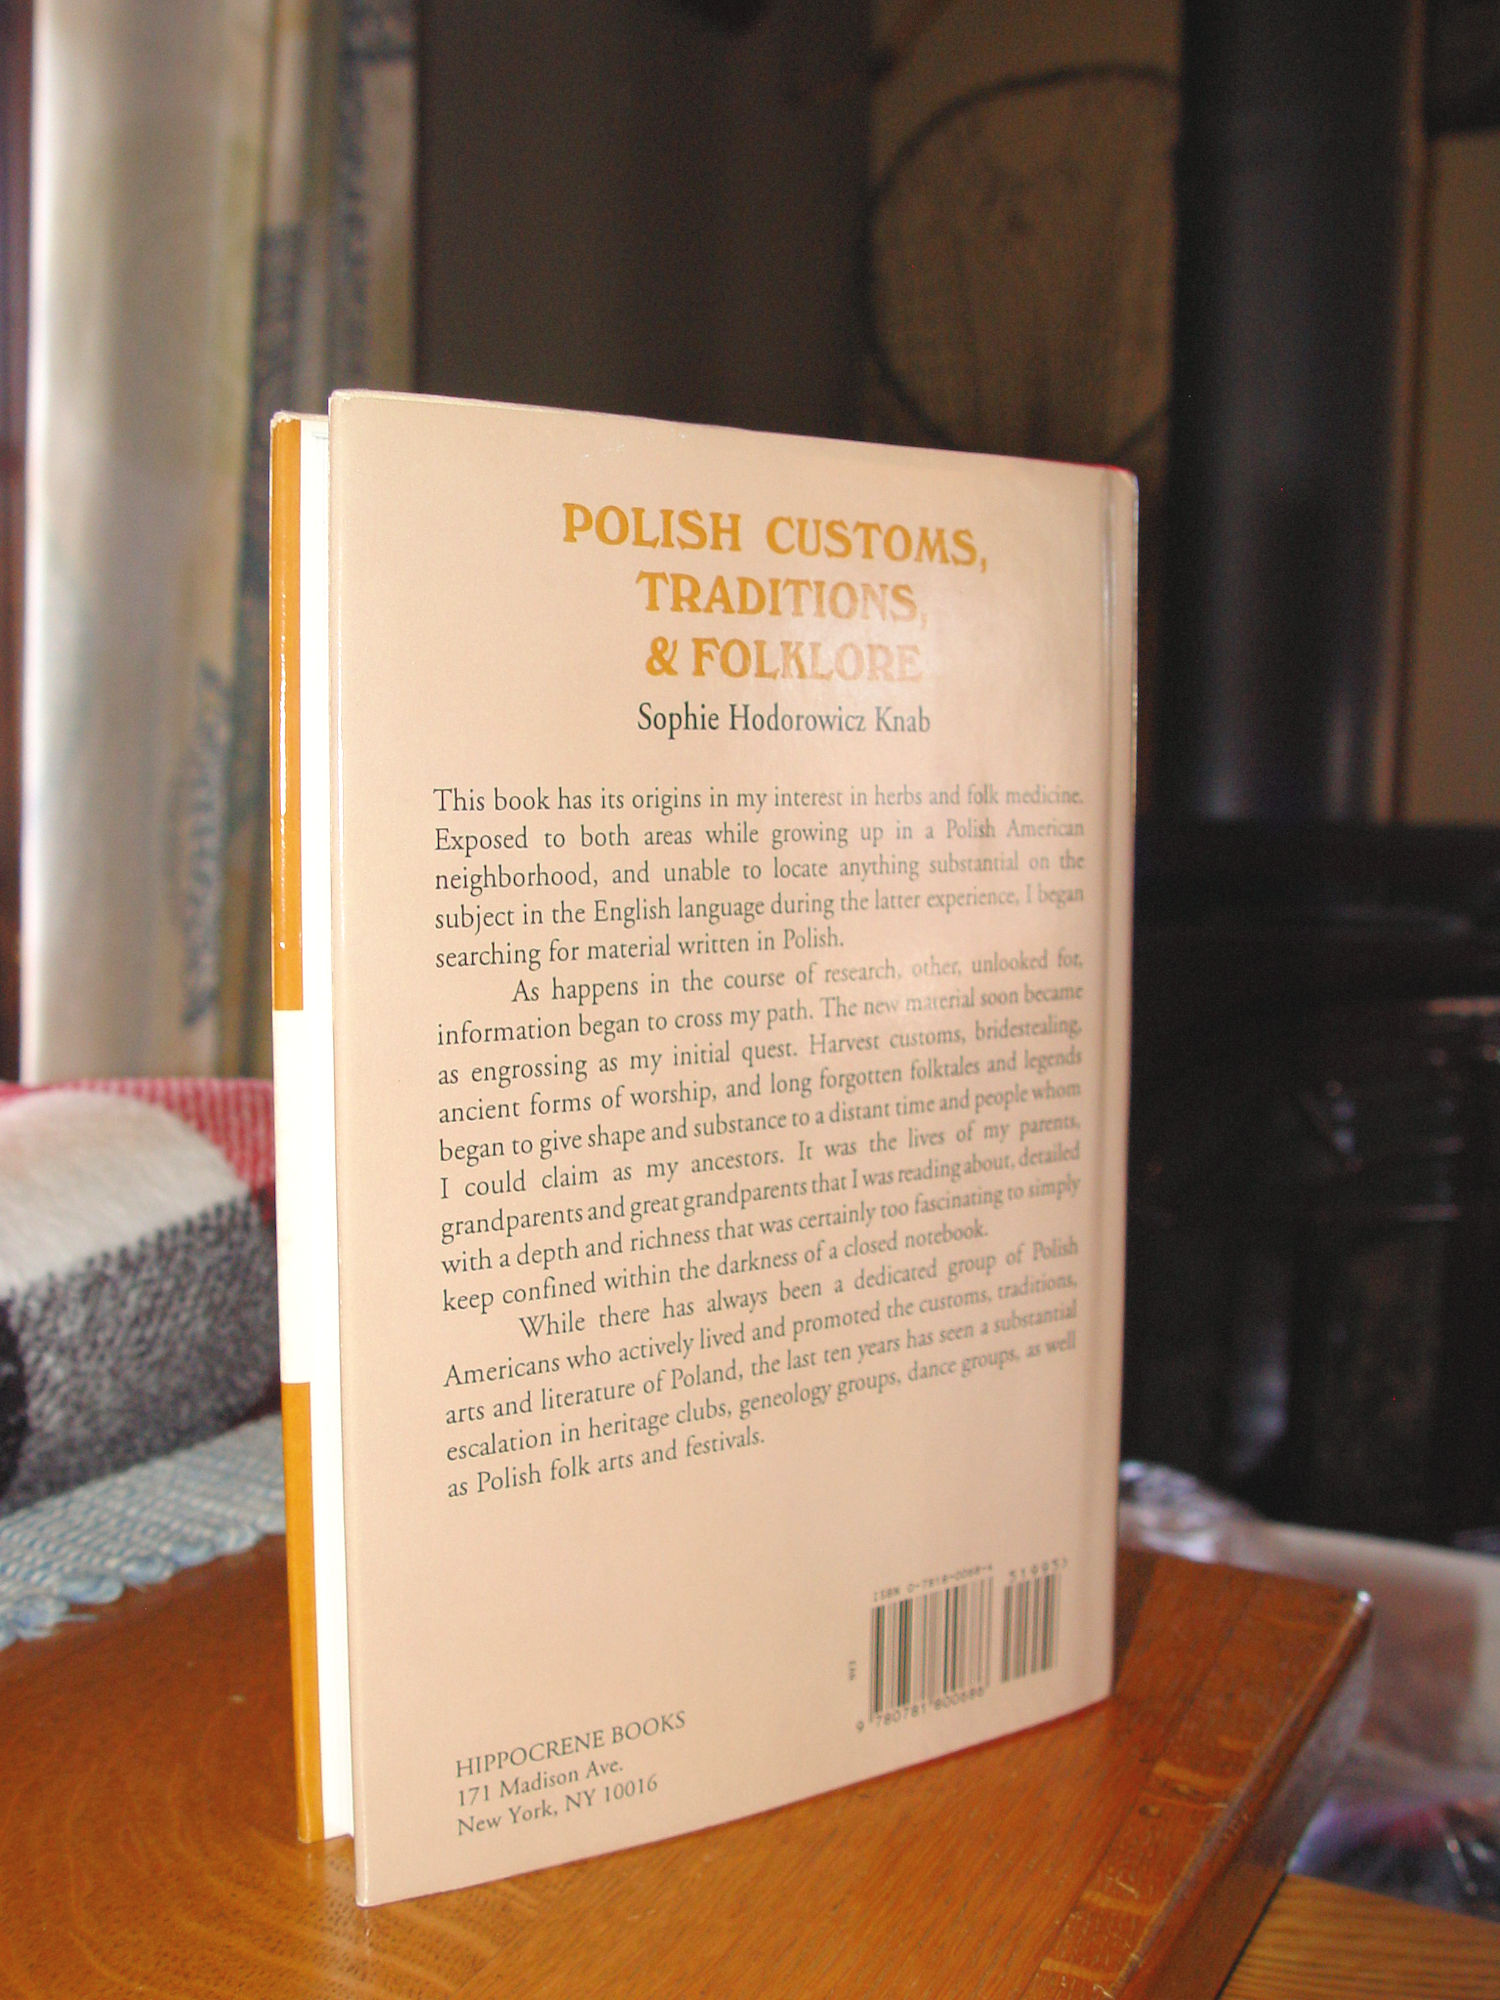 POLISH CUSTOMS,
TRADITIONS,
& FOLKLORE
Sophie Hodorowicz Knab
This book has its origins in my interest in herbs and folk medicine.
Exposed to both areas while growing up in a Polish American
neighborhood, and unable to locate anything substantial on the
subject in the English language during the latter experience, I began
searching for material written in Polish.
As happens in the course of research, other, unlooked for,
information began to cross my path. The new material soon became
as engrossing as my initial quest. Harvest customs, bridestealing,
ancient forms of worship, and long forgotten folktales and legends
began to give shape and substance to a distant time and people whom
I could claim as my ancestors. It was the lives of my parents,
grandparents and great grandparents that I was reading about, detailed
with a depth and richness that was certainly too fascinating to simply
keep confined within the darkness of a closed notebook.
While there has always been a dedicated group of Polish
Americans who actively lived and promoted the customs, traditions,
arts and literature of Poland, the last ten years has seen a substantial
escalation in heritage clubs, geneology groups, dance groups, as well
as Polish folk arts and festivals.
ISBN 0-7818-0068-4
51995>
EAN
9 780781 800686
HIPPOCRENE BOOKS
171 Madison Ave.
New York, NY 10016